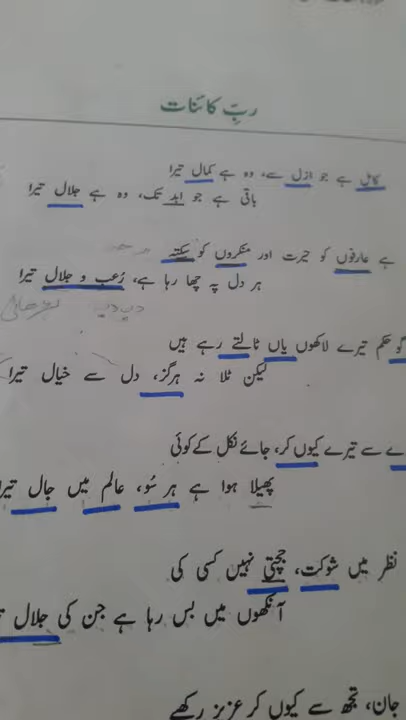 ربِّ کائنات
کامل ہے جو ازل سے، وہ ہے کمال تیرا
باقی ہے جو ابد تک، وہ ہے جلال تیرا
ہے عارفوں کو حیرت اور منکروں کو سکتہ
ہر دل پہ چھا رہا ہے، رُعب و جلال تیرا
گو حکم تیرے لاکھوں یاں ٹالتے رہے ہیں
لیکن ٹلا نہ ہرگز، دل سے خیال تیرا
سے تیرے کیوں کر، جائے نکل کے کوئی
پھیلا ہوا ہے ہر سُو، عالم میں جال
نظر میں شوکت، جچتی نہیں کسی کی
آنکھوں میں بس رہا ہے جن کی جلال
جان، تجھ سے کیوں کر عزیز رکھے